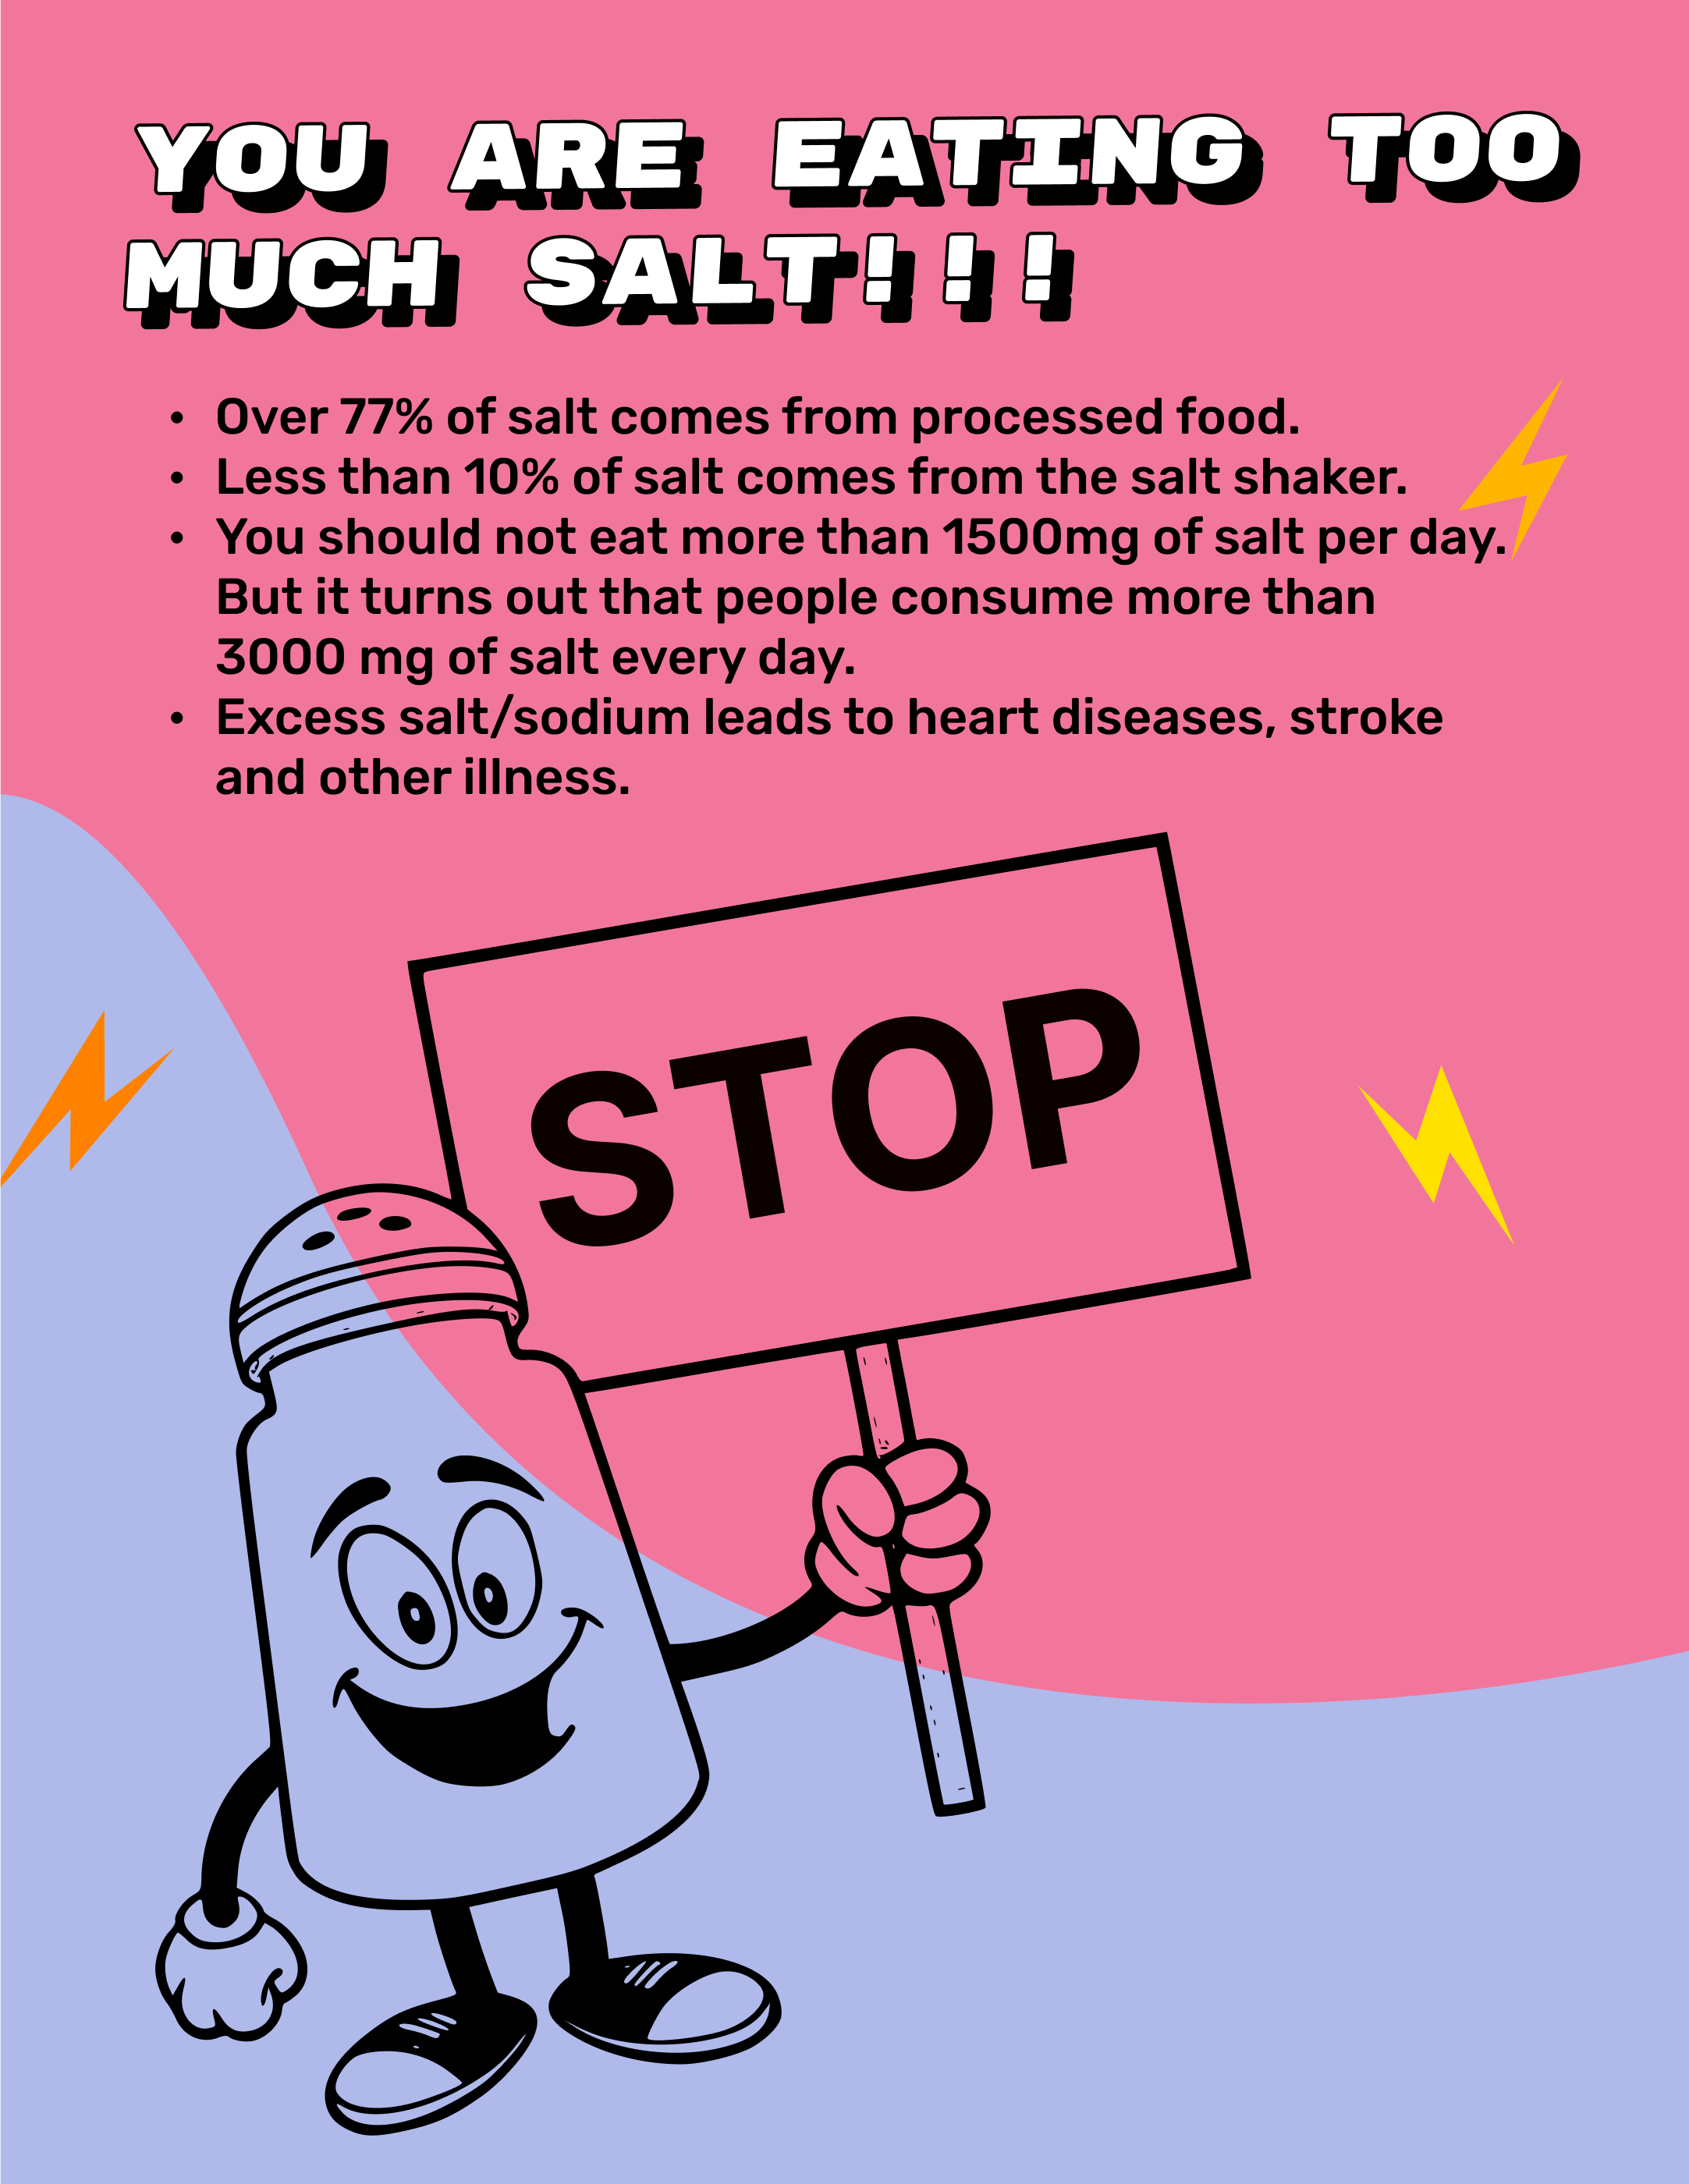 YOU ARE EATING TOO
MUCH SALT!!!
• Over 77% of salt comes from processed food.
• Less than 10% of salt comes from the salt shaker.
• You should not eat more than 1500mg of salt per day.
But it turns out that people consume more than
3000 mg of salt every day.
• Excess salt/sodium leads to heart diseases, stroke
and other illness.
STOP